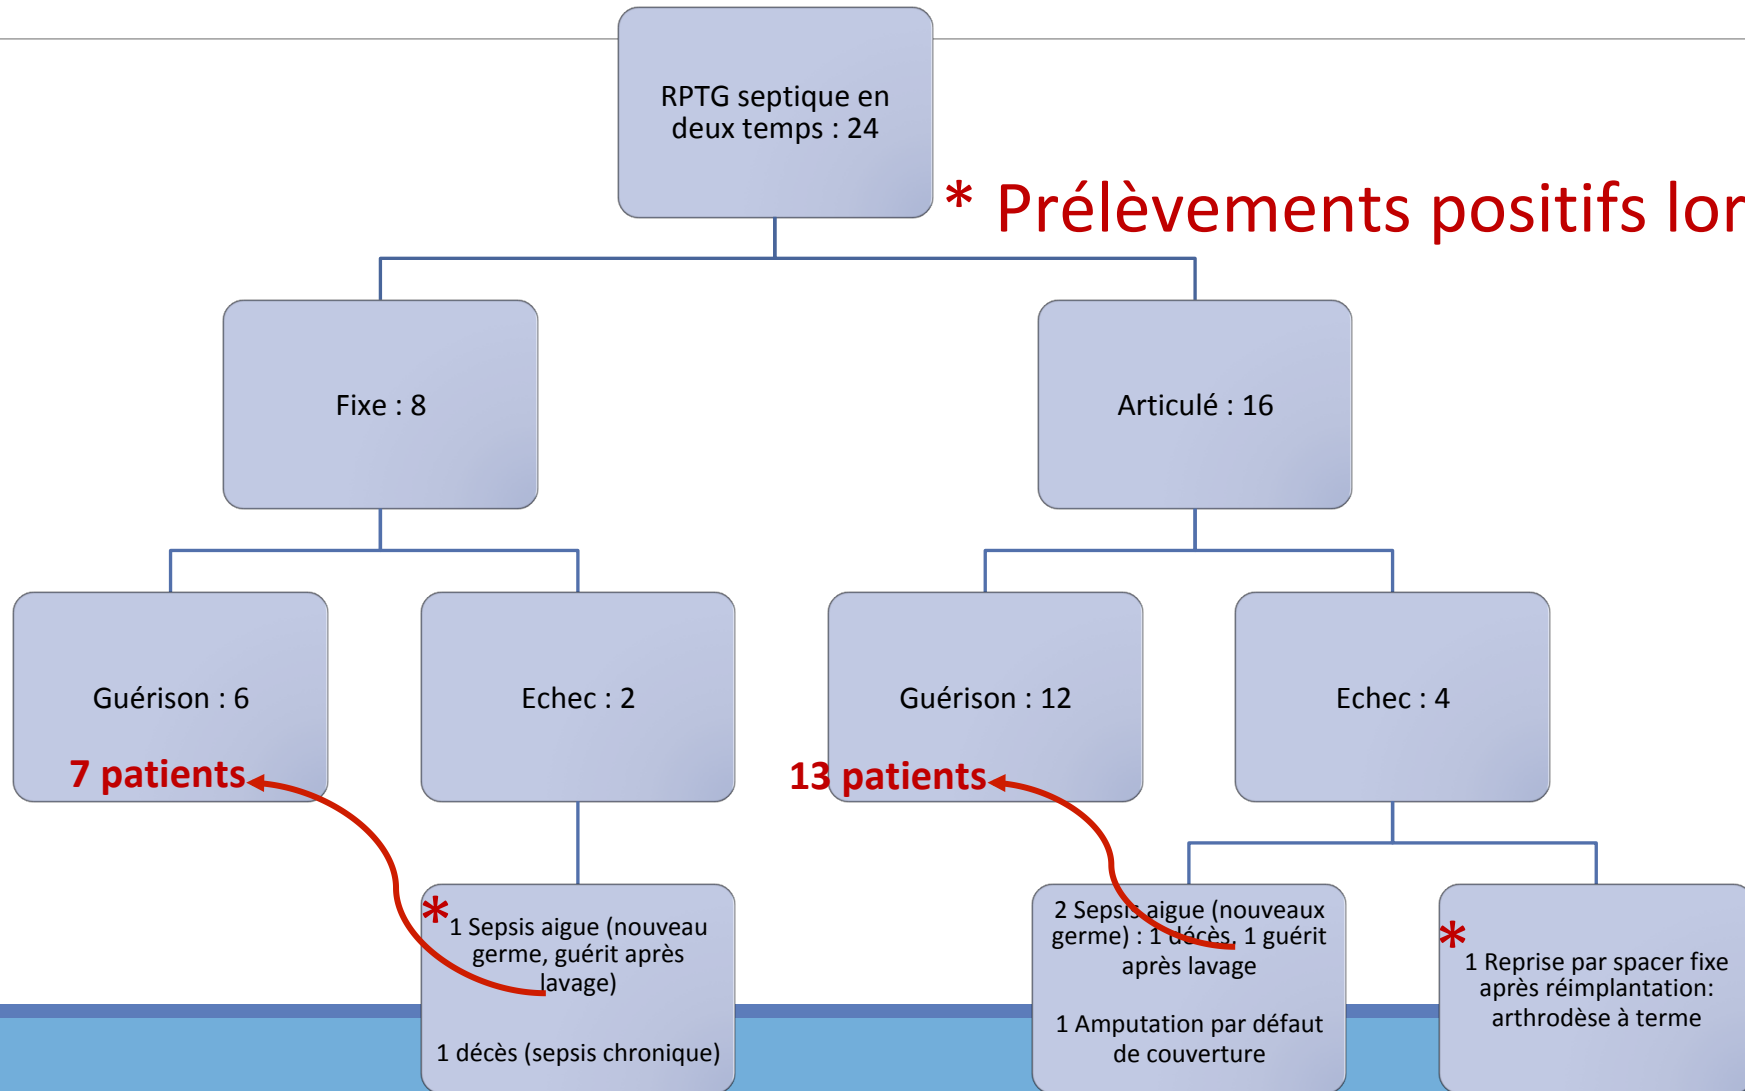 RPTG septique en
deux temps : 24
* Prélèvements positifs lor
Fixe : 8
Articulé : 16
Guérison : 6
7 patients
Echec : 2
Guérison : 12
13 patients
Echec : 4
*
1 Sepsis aigue (nouveau
germe, guérit après
lavage)
1 décès (sepsis chronique)
2 Sepsis aigue (nouveaux
germe) : 1 décès, 1 guérit
après lavage
1 Amputation par défaut
de couverture
*
1 Reprise par spacer fixe
après réimplantation:
arthrodèse à terme